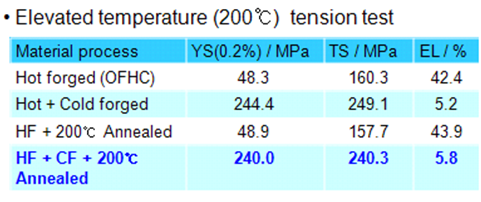 • Elevated temperature (200℃) tension test
Material process YS(0.2%) / MPa TS / MPa EL / %
Hot forged (OFHC) 48.3 160.3 42.4
Hot + Cold forged 244.4 249.1 5.2
HF + 200℃ Annealed 48.9 157.7 43.9
HF + CF + 200℃ 240.0 240.3 5.8
Annealed